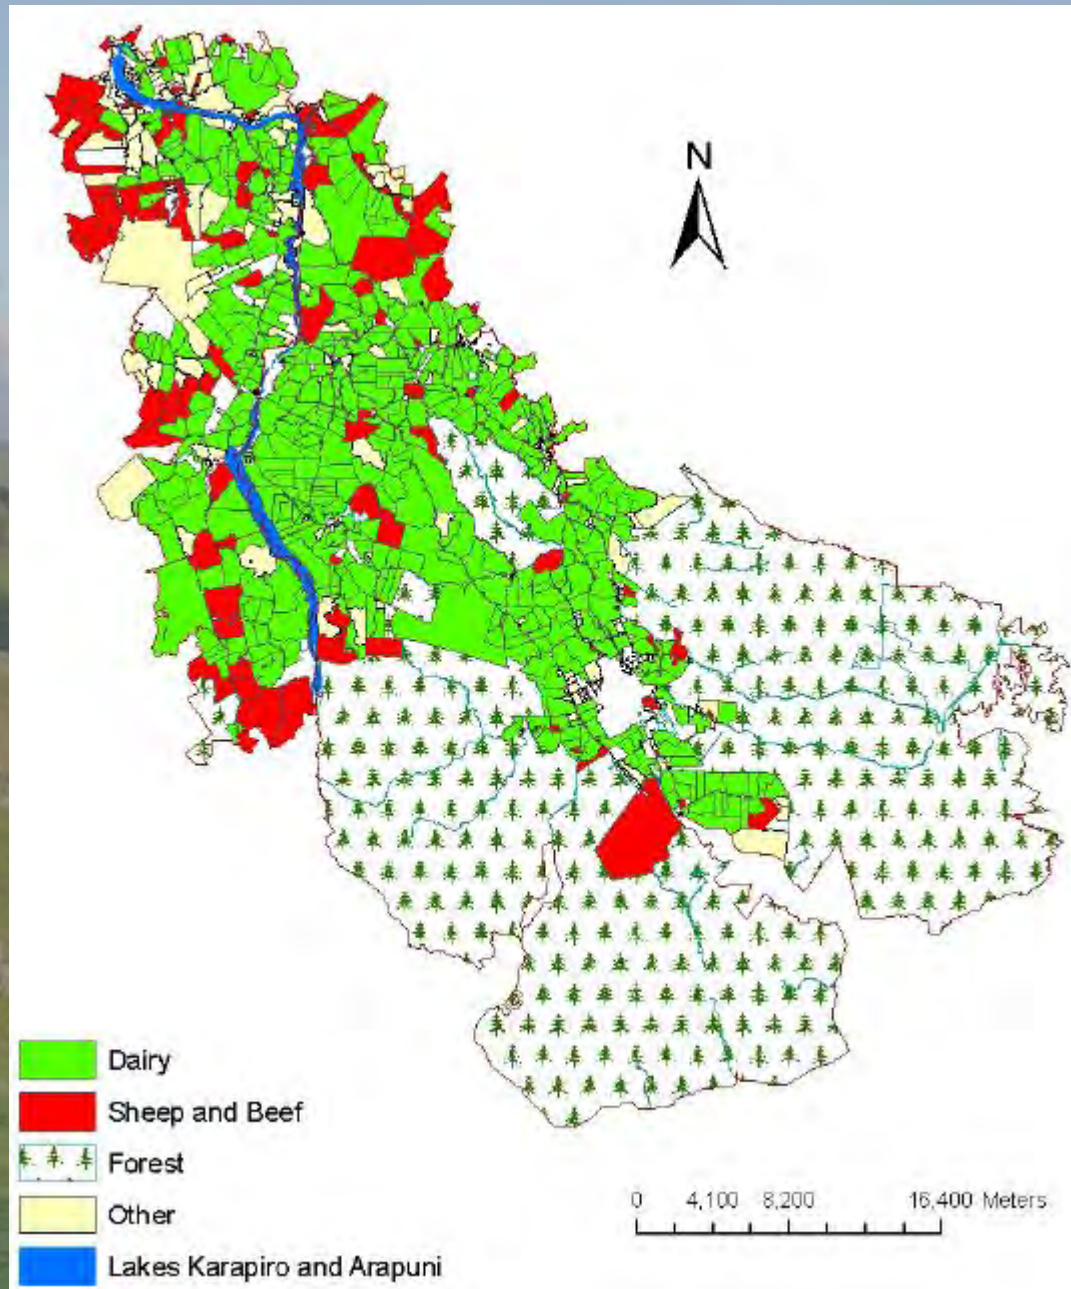 N
Dairy
Sheep and Beef
Forest
Other
Lakes Karapiro and Arapuni
0 4,100 8,200 16,400 Meters